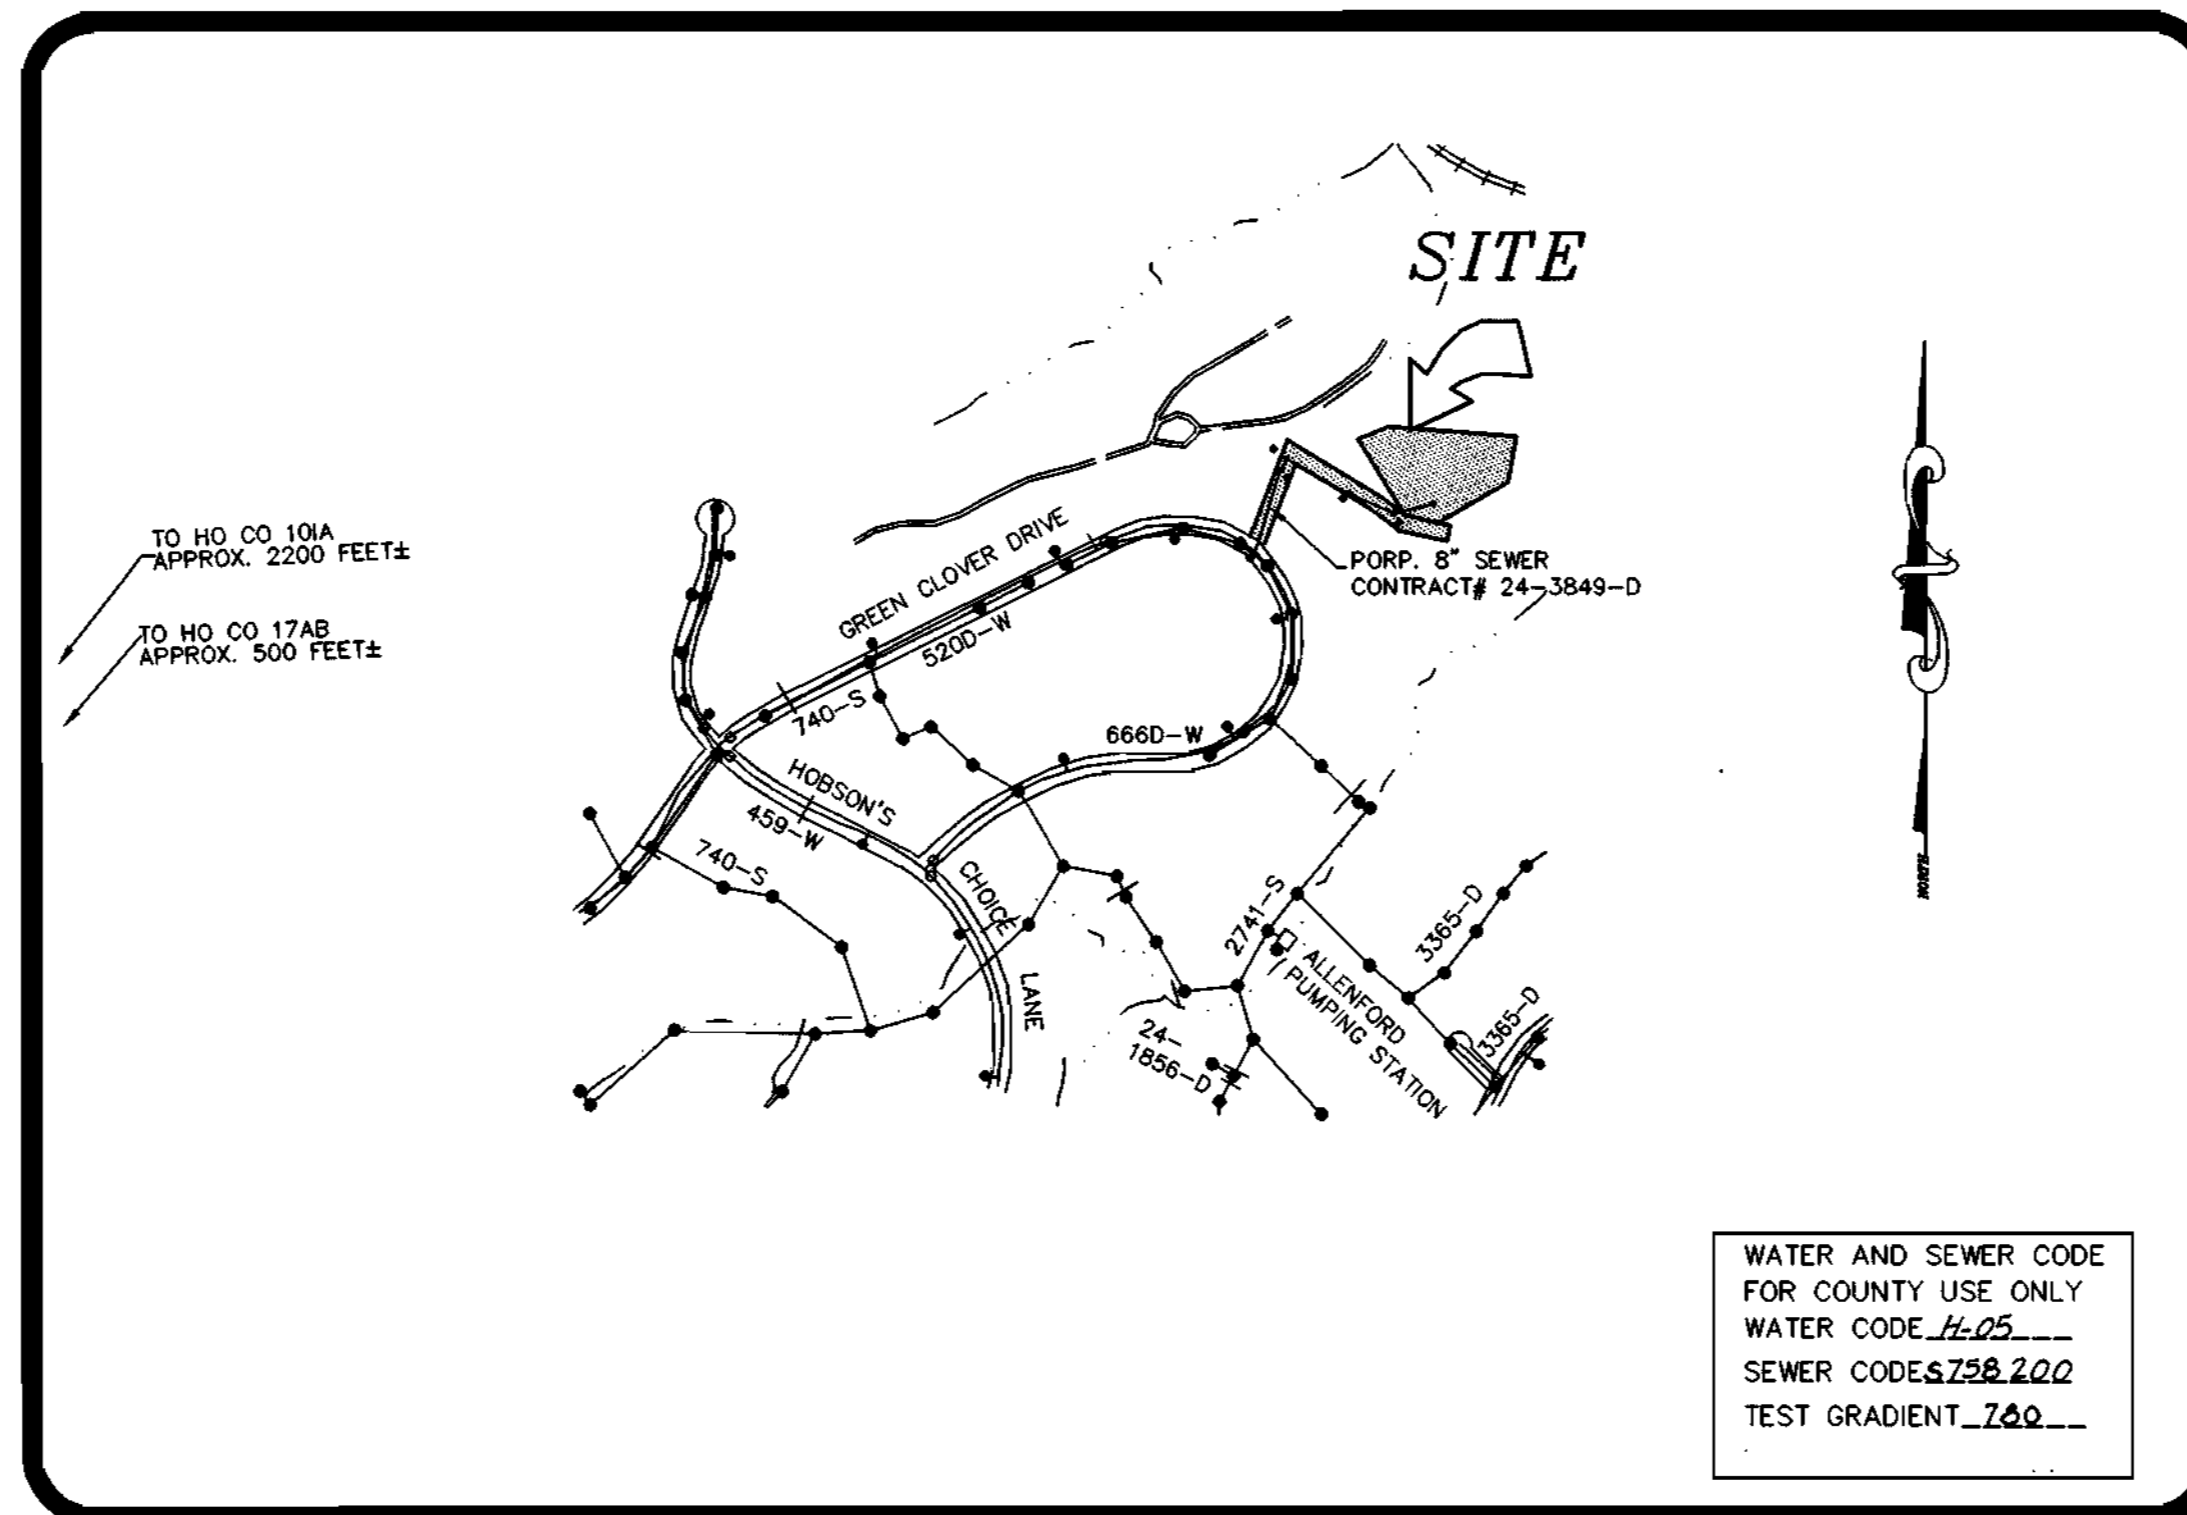 SITE
TO HO CO 101A
APPROX. 2200 FEET±
TO HO CO 17AB
APPROX. 500 FEET±
GREEN CLOVER DRIVE
520D-W
PORP. 8" SEWER
CONTRACT# 24-3849-D
740-S
666D-W
HOBSON'S
CHOICE
LANE
459-W
740-S
2741-S
ALLENFORD
PUMPING STATION
3365-D
3365-D
24-
1856-D
NORTH
WATER AND SEWER CODE
FOR COUNTY USE ONLY
WATER CODE H-05
SEWER CODE S758200
TEST GRADIENT 780